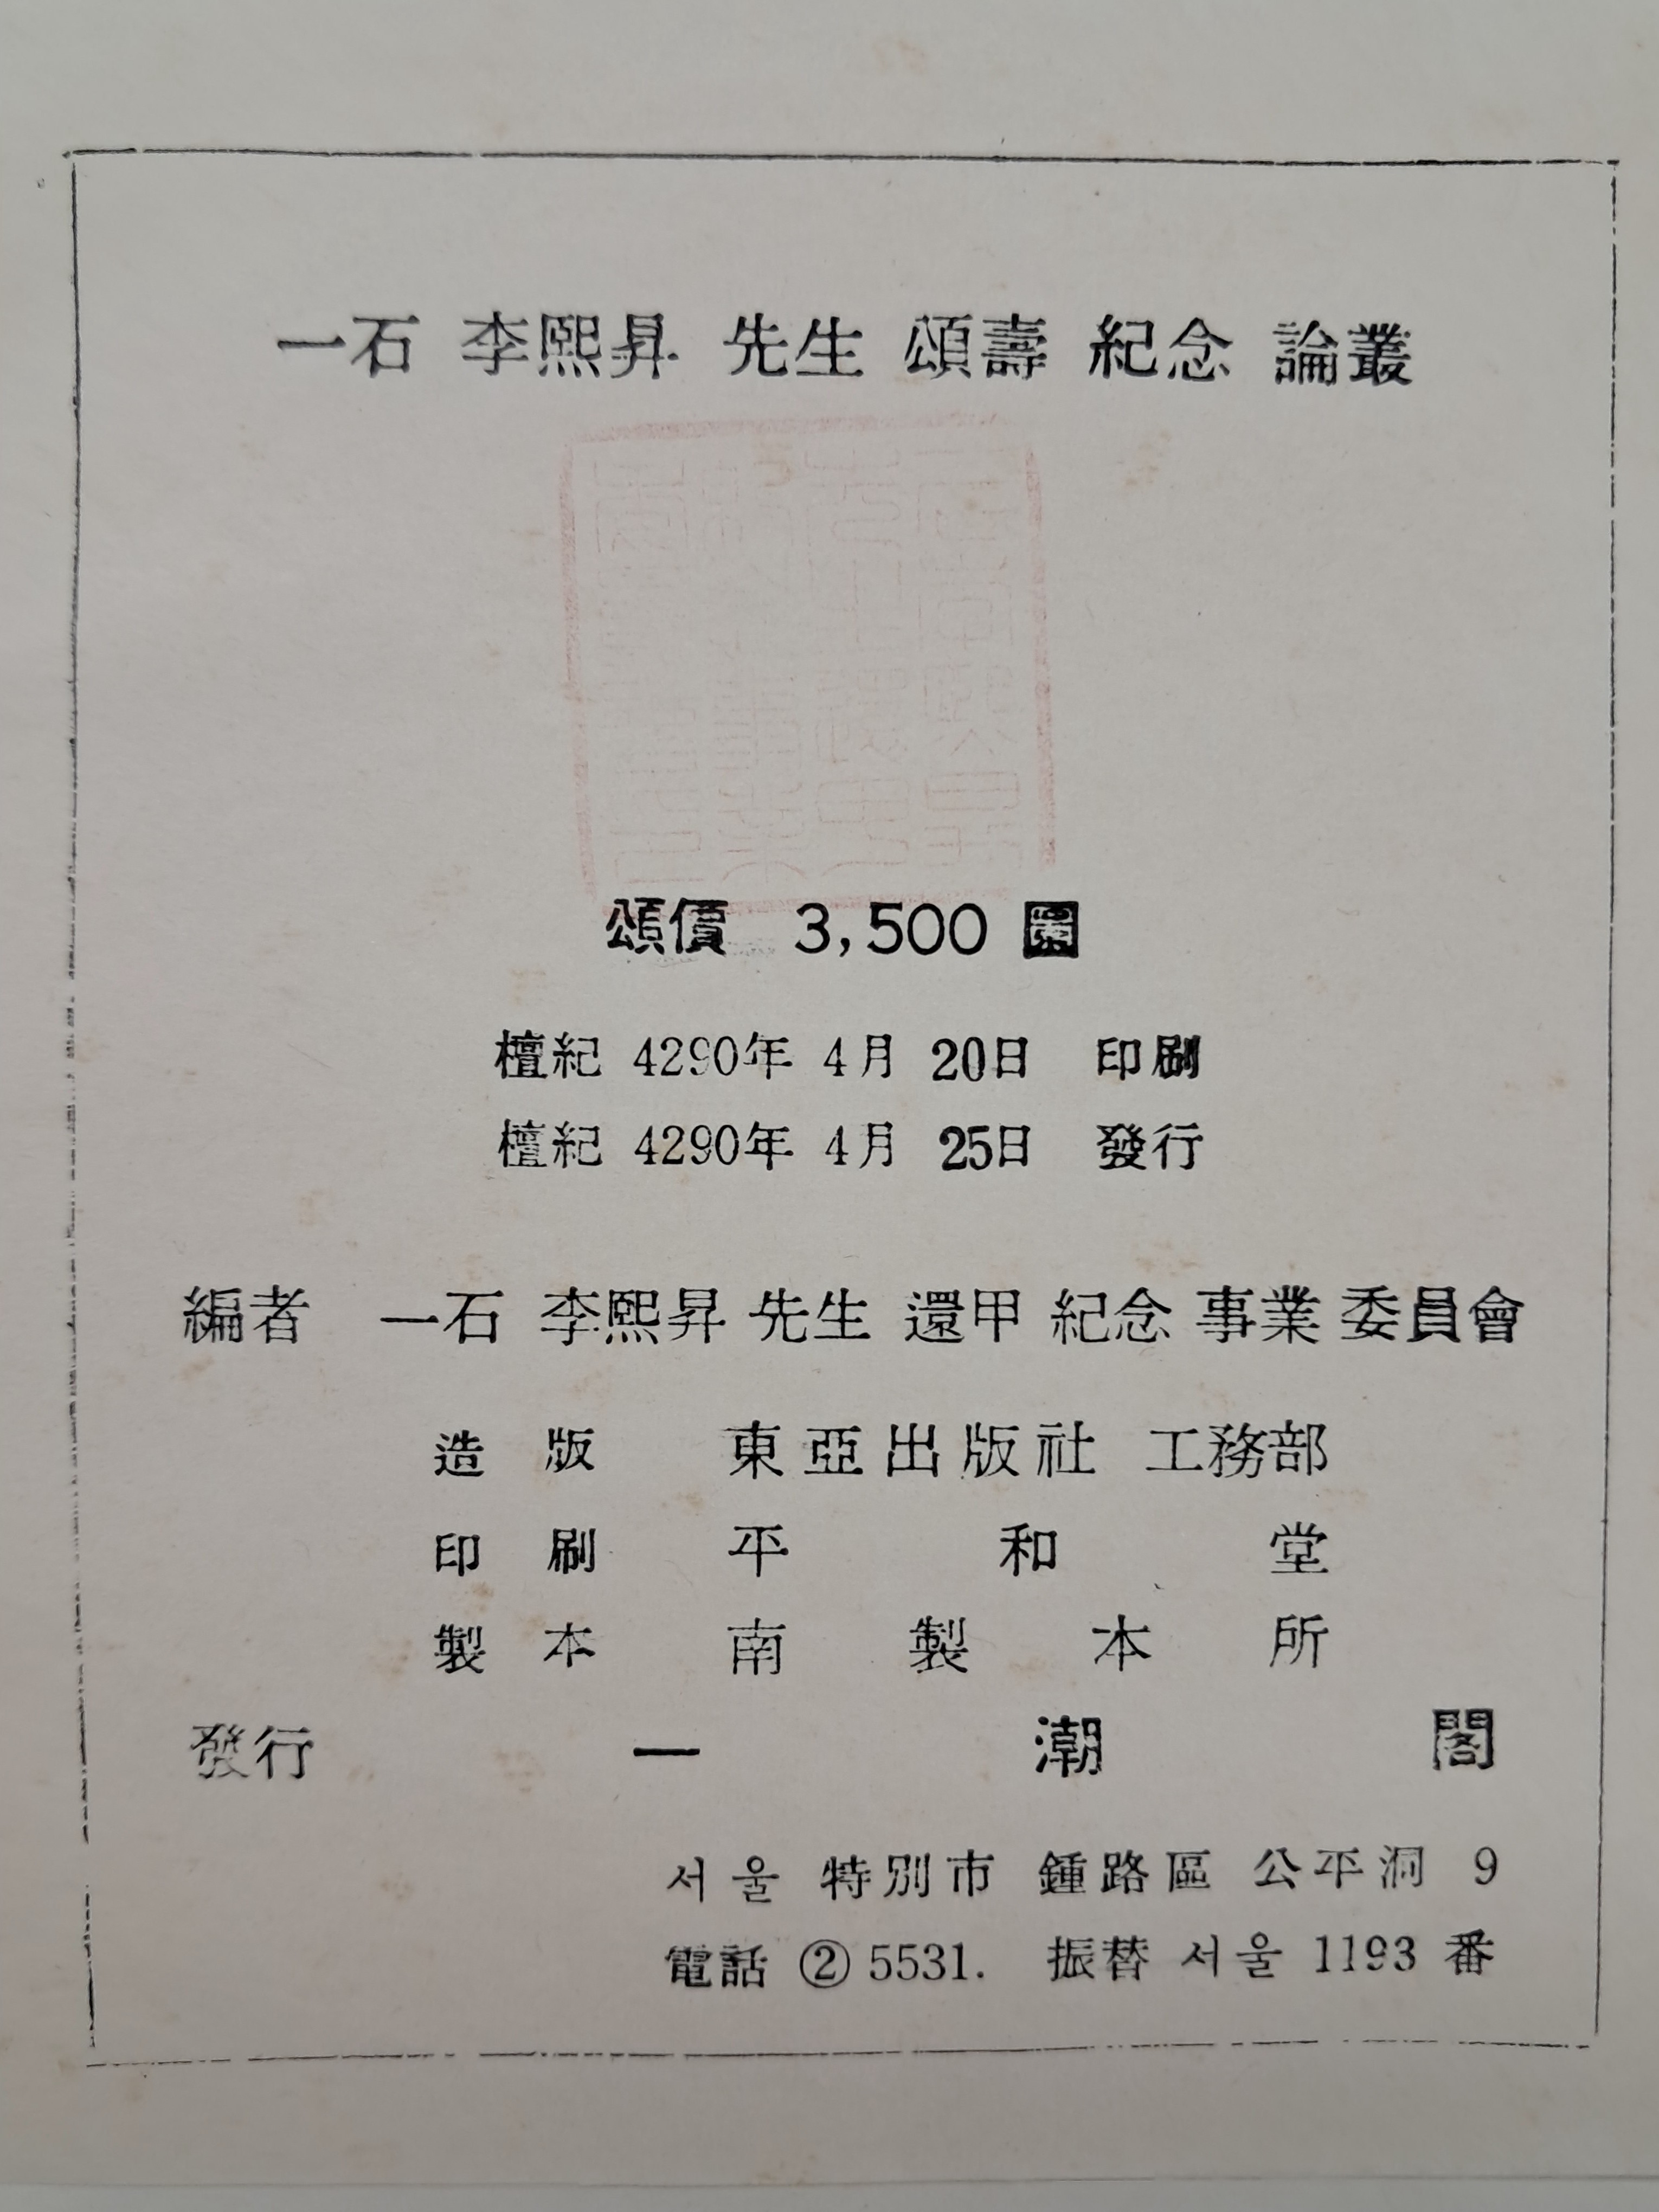 一石 李熙昇 先生 頌壽 紀念 論叢
頌價 3,500 圜
檀紀 4290年 4月 20日 印刷
檀紀 4290年 4月 25日 發行
編者 一石 李熙昇 先生 還甲 紀念 事業 委員會
造版 東亞出版社 工務部
印刷 平和堂
製本 南製本所
發行 一潮閣
서울 特別市 鍾路區 公平洞 9
電話 ② 5531. 振替 서울 1193 番